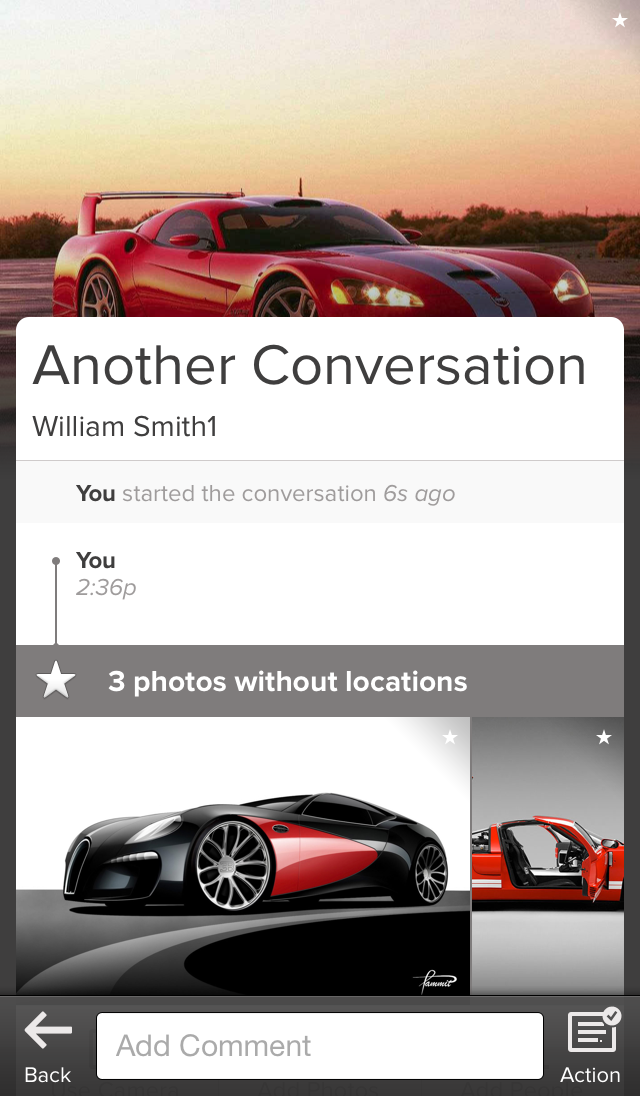 Another Conversation
William Smith1
You started the conversation 6s ago
You
2:36p
3 photos without locations
Add Comment
Back
Action